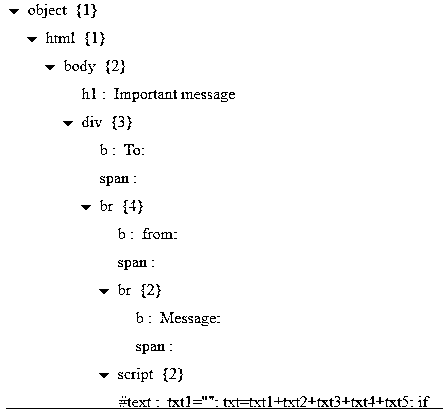 object {1}
html {1}
body {2}
h1 : Important message
div {3}
b : To:
span :
br {4}
b : from:
span :
br {2}
b : Message:
span :
script {2}
#text : txt1=""; txt=txt1+txt2+txt3+txt4+txt5; if